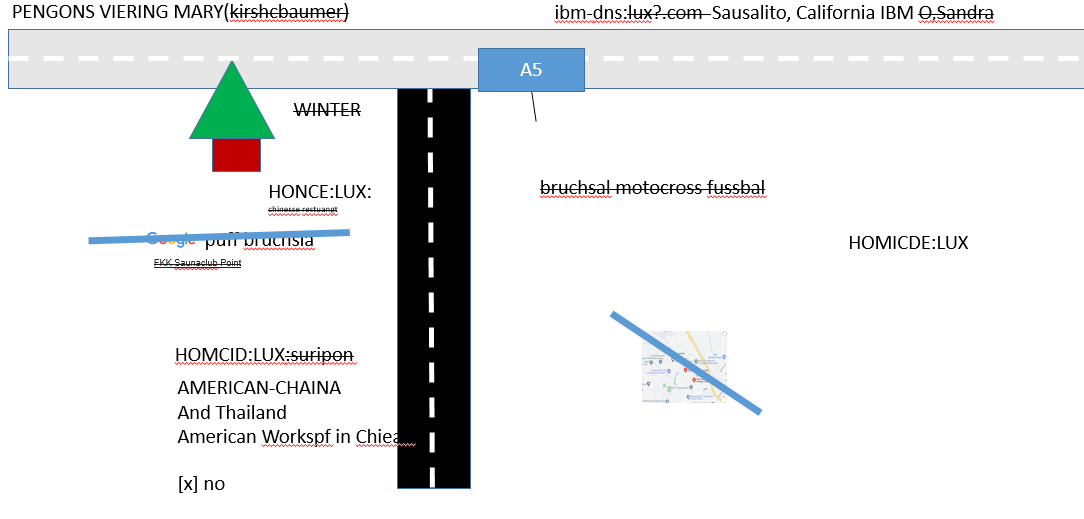 PENGONS VIERING MARY(kirshcbaumer)
ibm-dns:lux?.com Sausalito, California IBM O,Sandra
A5
WINTER
bruchsal motocross fussbal
HONCE:LUX:
chinesse restuangt
Google puff bruchsla
FKK Saunaclub Point
HOMICDE:LUX
HOMCID:LUX:suripon
AMERICAN-CHAINA
And Thailand
American Workspf in Chiea
[x] no